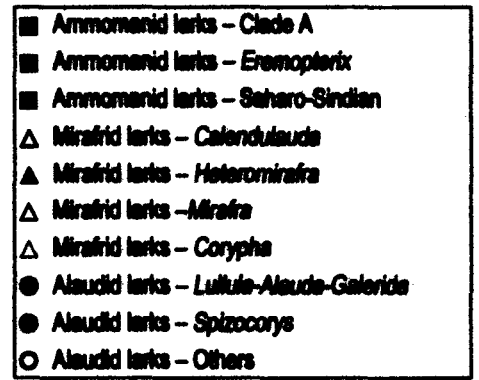 Ammomanid larks – Clade A
Ammomanid larks – Eremopterix
Ammomanid larks – Saharo-Sindian
Mirafrid larks – Calendulauda
Mirafrid larks – Heteromirafra
Mirafrid larks –Mirafra
Mirafrid larks – Corypha
Alaudid larks – Lullula-Alauda-Galerida
Alaudid larks – Spizocorys
Alaudid larks – Others